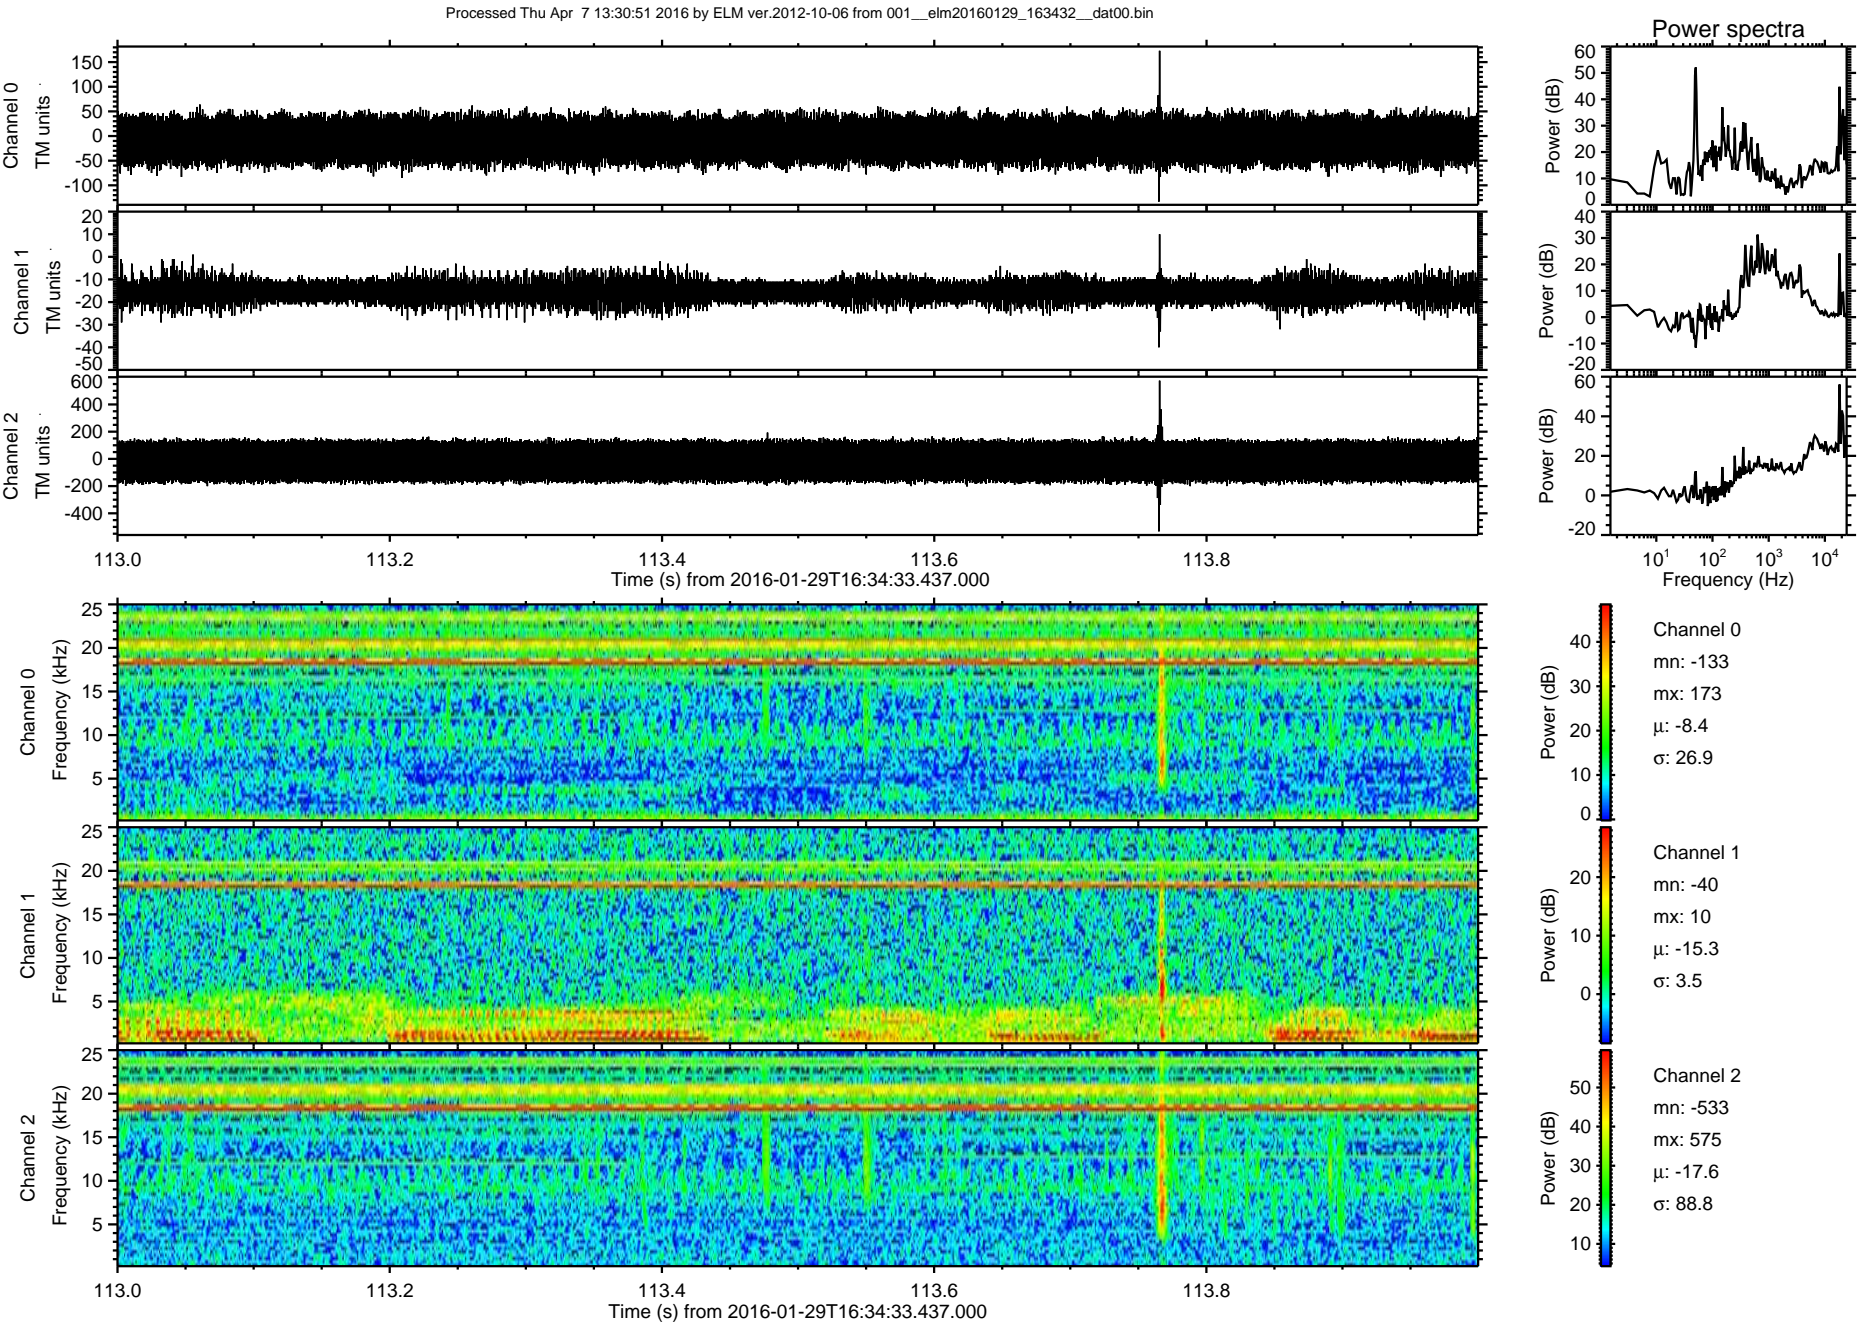 Processed Thu Apr  7 13:30:51 2016 by ELM ver.2012-10-06 from 001__elm20160129_163432__dat00.bin
Power spectra
Channel 0
TM units
150
100
50
0
-50
-100
Power (dB)
60
50
40
30
20
10
0
Channel 1
TM units
20
10
0
-10
-20
-30
-40
-50
Power (dB)
40
30
20
10
0
-10
-20
Channel 2
TM units
600
400
200
0
-200
-400
Power (dB)
60
40
20
0
-20
113.0 113.2 113.4 113.6 113.8
Time (s) from 2016-01-29T16:34:33.437.000
10^1 10^2 10^3 10^4
Frequency (Hz)
Channel 0
Frequency (kHz)
25
20
15
10
5
Power (dB)
40
30
20
10
0
Channel 0
mn: -133
mx: 173
μ: -8.4
σ: 26.9
Channel 1
Frequency (kHz)
25
20
15
10
5
Power (dB)
20
10
0
Channel 1
mn: -40
mx: 10
μ: -15.3
σ: 3.5
Channel 2
Frequency (kHz)
25
20
15
10
5
Power (dB)
50
40
30
20
10
Channel 2
mn: -533
mx: 575
μ: -17.6
σ: 88.8
113.0 113.2 113.4 113.6 113.8
Time (s) from 2016-01-29T16:34:33.437.000